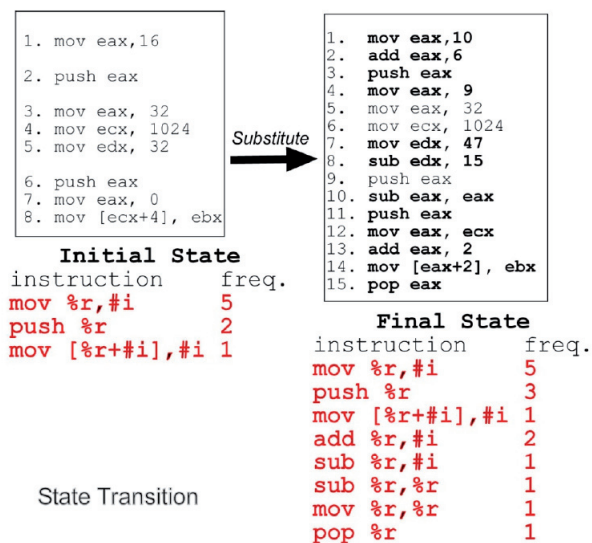 1. mov eax,16
2. push eax
3. mov eax, 32
4. mov ecx, 1024
5. mov edx, 32
6. push eax
7. mov eax, 0
8. mov [ecx+4], ebx
Initial State
instruction freq.
mov %r,#i 5
push %r 2
mov [%r+#i],#i 1
State Transition
Substitute
1. mov eax,10
2. add eax,6
3. push eax
4. mov eax, 9
5. mov eax, 32
6. mov ecx, 1024
7. mov edx, 47
8. sub edx, 15
9. push eax
10. sub eax, eax
11. push eax
12. mov eax, ecx
13. add eax, 2
14. mov [eax+2], ebx
15. pop eax
Final State
instruction freq.
mov %r,#i 5
push %r 3
mov [%r+#i],#i 1
add %r,#i 2
sub %r,#i 1
sub %r,%r 1
mov %r,%r 1
pop %r 1